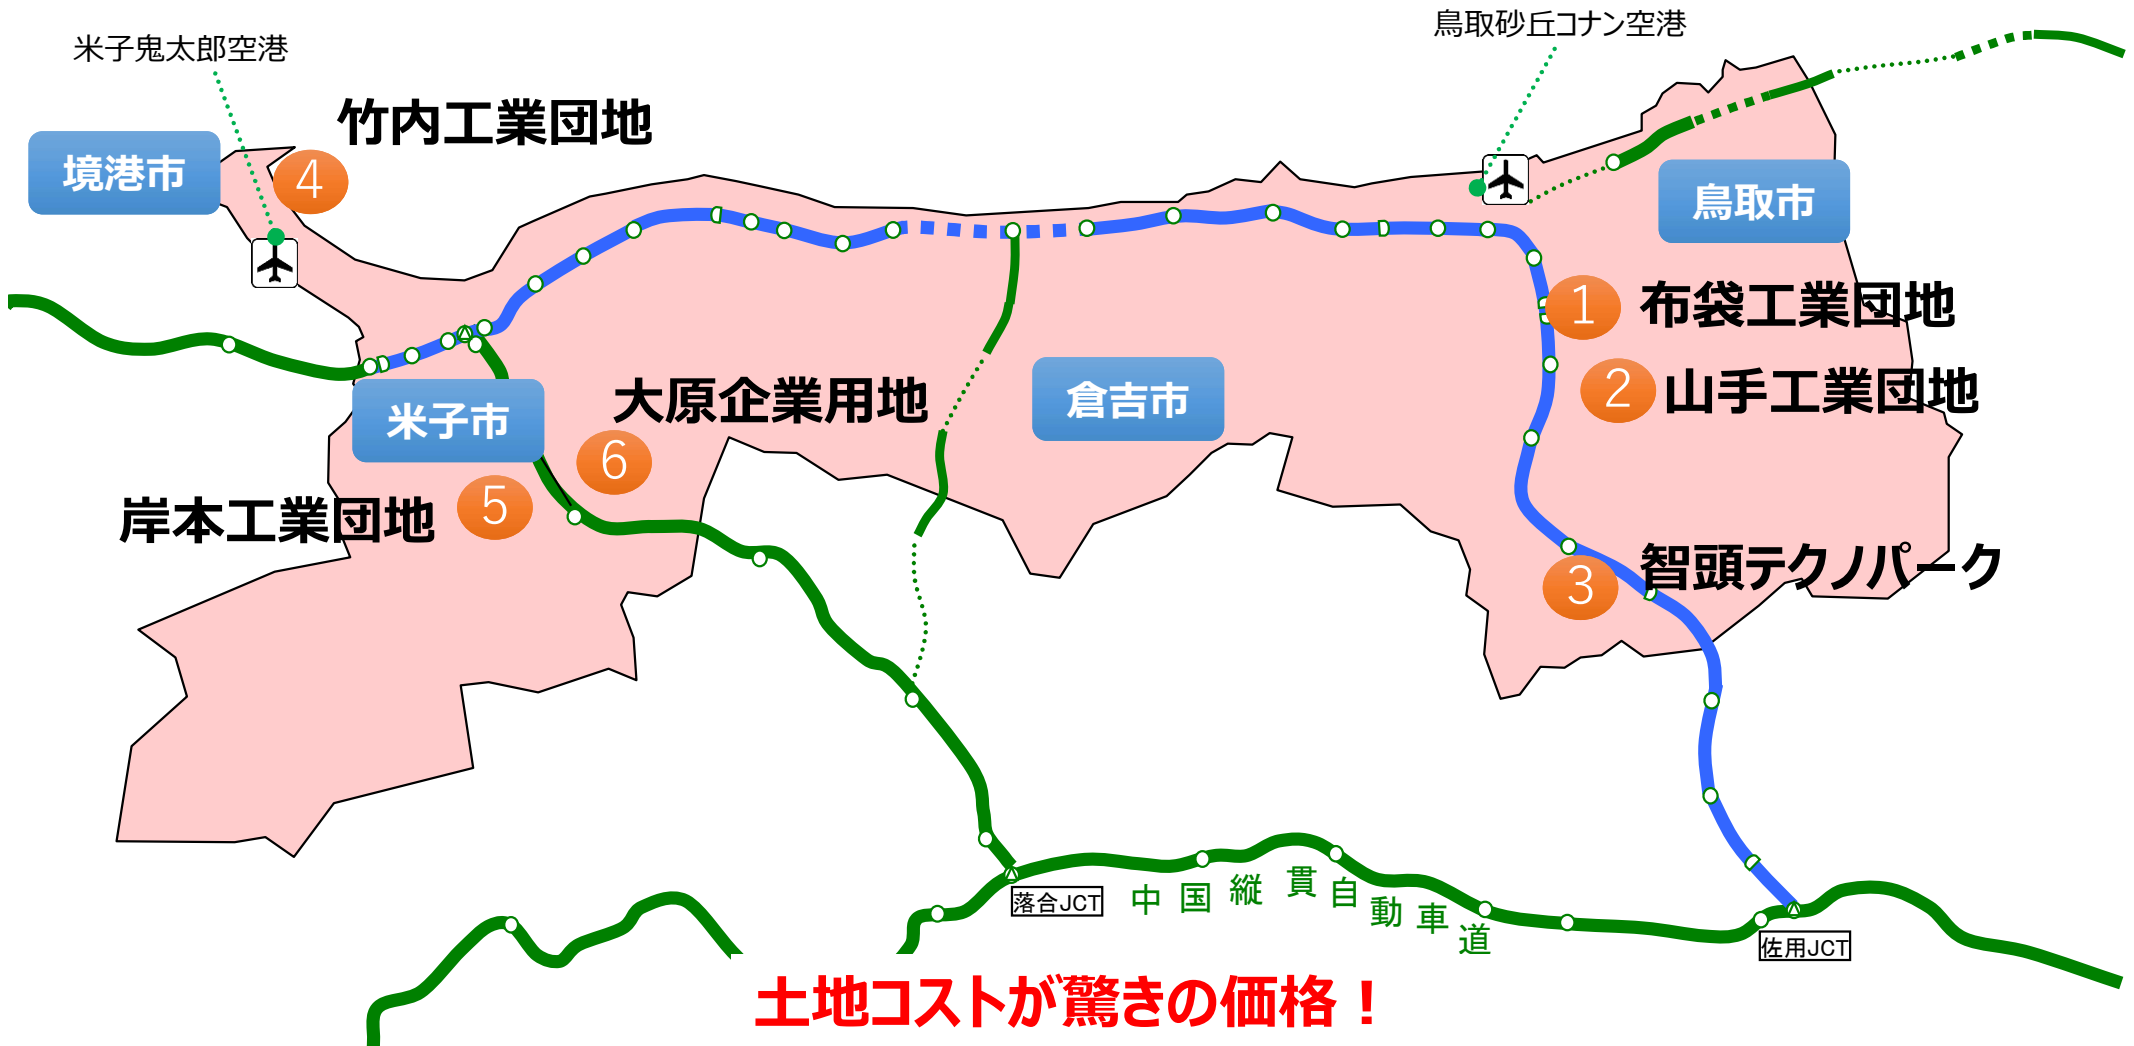 鳥取砂丘コナン空港
米子鬼太郎空港
竹内工業団地
境港市
4
鳥取市
1
布袋工業団地
2
山手工業団地
大原企業用地
倉吉市
米子市
6
5
岸本工業団地
智頭テクノパーク
3
落合JCT
中国縦貫自動車道
佐用JCT
土地コストが驚きの価格！